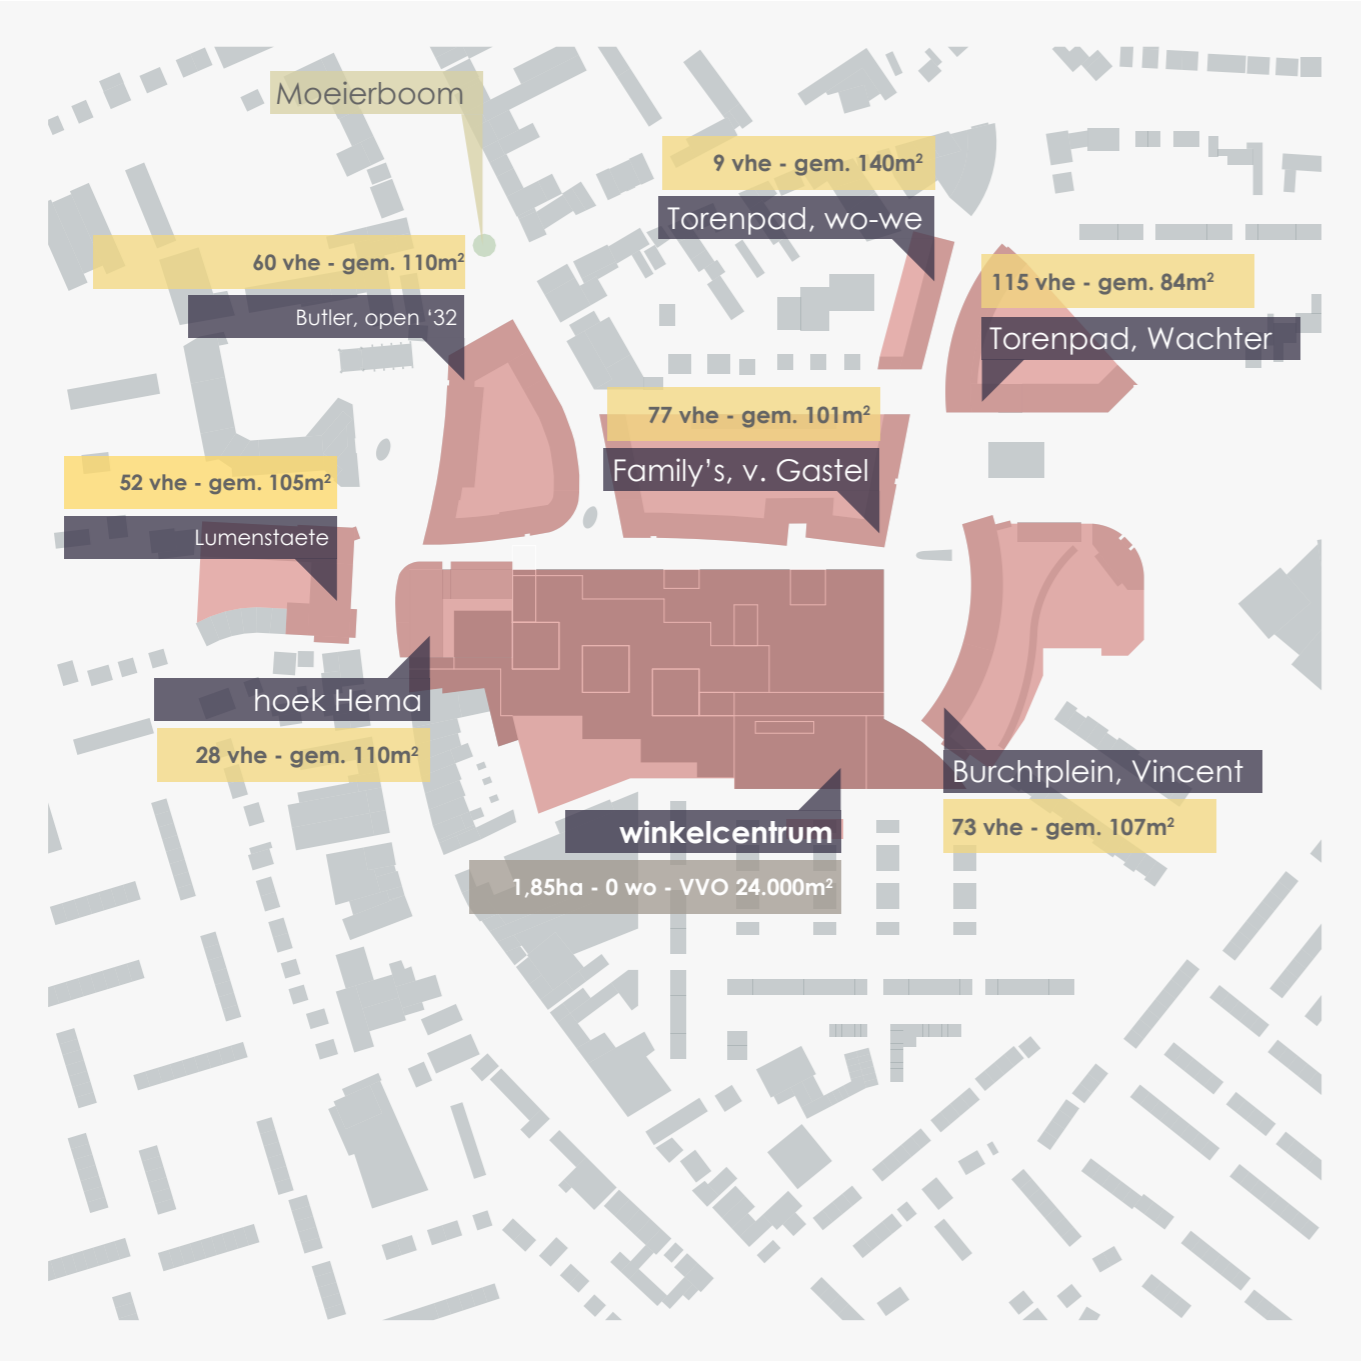 Moeierboom
9 vhe - gem. 140m²
Torenpad, wo-we
60 vhe - gem. 110m²
Butler, open ‘32
115 vhe - gem. 84m²
Torenpad, Wachter
77 vhe - gem. 101m²
Family’s, v. Gastel
52 vhe - gem. 105m²
Lumenstaete
hoek Hema
28 vhe - gem. 110m²
Burchtplein, Vincent
73 vhe - gem. 107m²
winkelcentrum
1,85ha - 0 wo - VVO 24.000m²